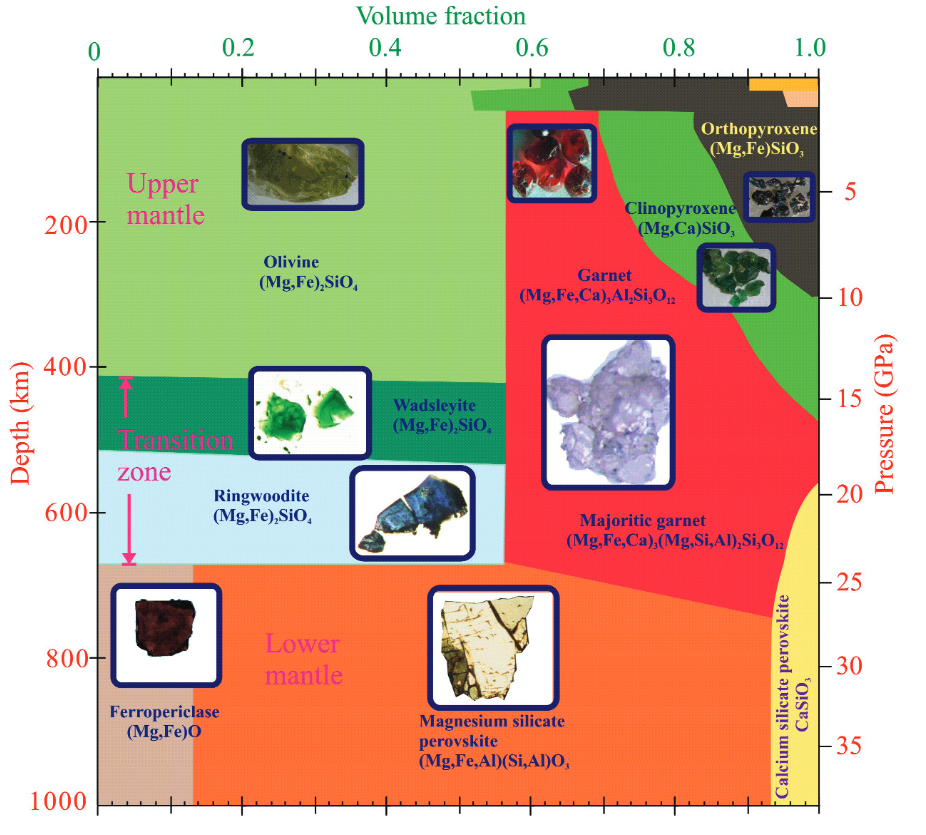 Volume fraction
0 0.2 0.4 0.6 0.8 1.0
Orthopyroxene
(Mg,Fe)SiO₃
Upper
mantle
5
200
Clinopyroxene
(Mg,Ca)SiO₃
Olivine
(Mg,Fe)₂SiO₄
Garnet
(Mg,Fe,Ca)₃Al₂Si₃O₁₂
10
400
Depth (km)
Pressure (GPa)
Wadsleyite
(Mg,Fe)₂SiO₄
15
Transition
zone
Ringwoodite
(Mg,Fe)₂SiO₄
20
600
Majoritic garnet
(Mg,Fe,Ca)₃(Mg,Si,Al)₂Si₃O₁₂
25
Lower
mantle
800
30
Ferropericlase
(Mg,Fe)O
Magnesium silicate
perovskite
(Mg,Fe,Al)(Si,Al)O₃
Calcium silicate perovskite
CaSiO₃
35
1000